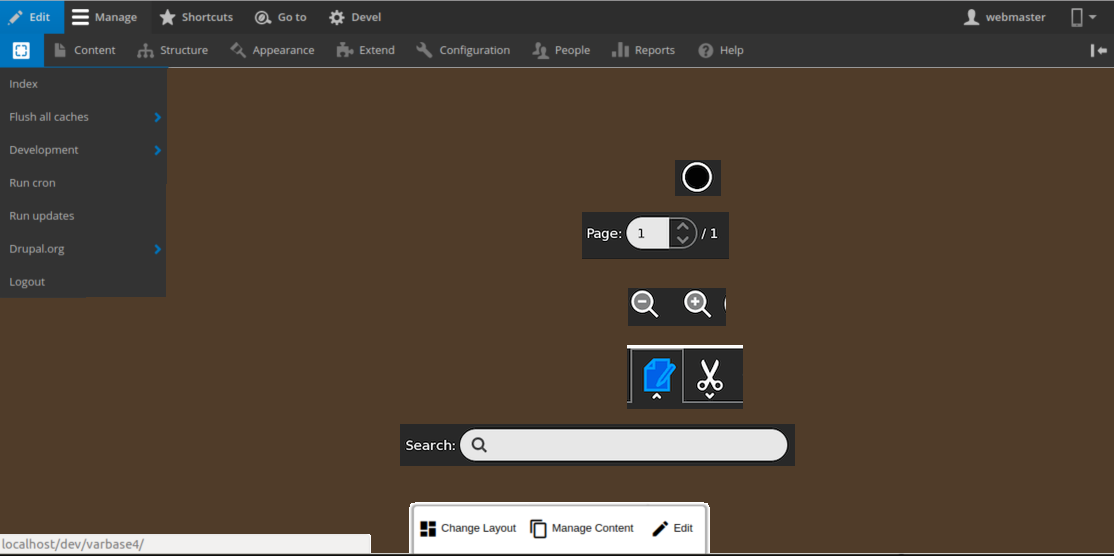 Edit Manage Shortcuts Go to Devel webmaster
Content Structure Appearance Extend Configuration People Reports Help
Index
Flush all caches
Development
Run cron
Run updates
Drupal.org
Logout
Page: 1 / 1
Search:
Change Layout Manage Content Edit
localhost/dev/varbase4/